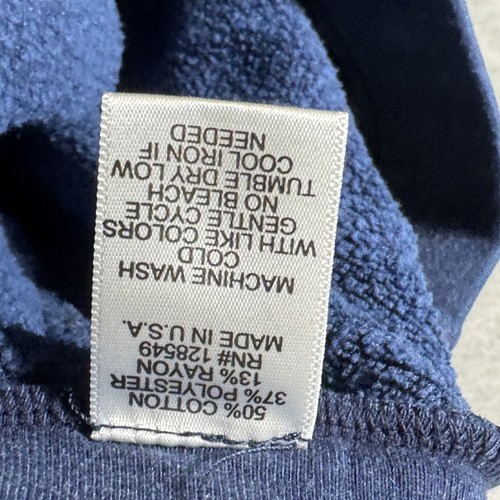 50% COTTON
37% POLYESTER
13% RAYON
RN# 128549
MADE IN U.S.A.
MACHINE WASH
COLD
WITH LIKE COLORS
GENTLE CYCLE
NO BLEACH
TUMBLE DRY LOW
COOL IRON IF
NEEDED